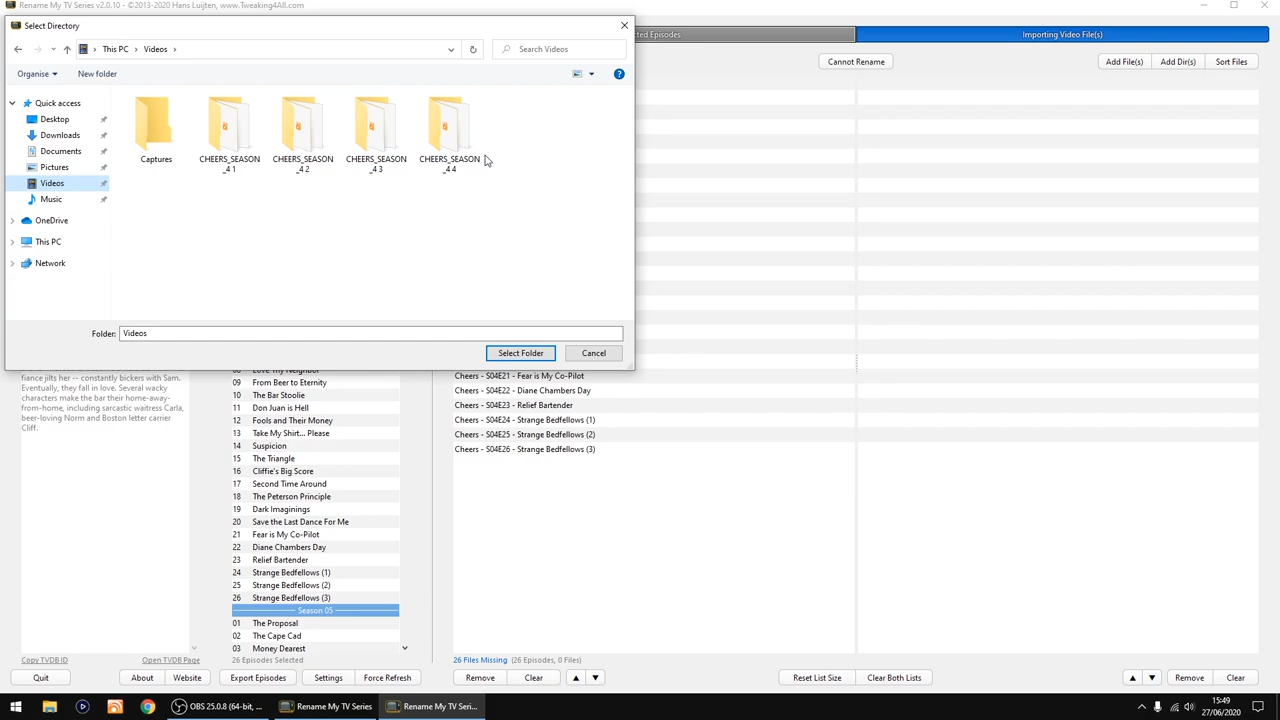 Rename My TV Series v2.0.10 - ©2013-2020 Hans Luijten, www.Tweaking4All.com
Select Directory
This PC > Videos >
Search Videos
Organise
New folder
Quick access
Desktop
Downloads
Documents
Pictures
Videos
Music
OneDrive
This PC
Network
Captures
CHEERS_SEASON
_4 1
CHEERS_SEASON
_4 2
CHEERS_SEASON
_4 3
CHEERS_SEASON
_4 4
Folder:
Videos
Select Folder
Cancel
cted Episodes
Importing Video File(s)
Cannot Rename
Add File(s)
Add Dir(s)
Sort Files
fiance jilts her -- constantly bickers with Sam.
Eventually, they fall in love. Several wacky
characters make the bar their home-away-
from-home, including sarcastic waitress Carla,
beer-loving Norm and Boston letter carrier
Cliff.
08 Love Thy Neighbor
09 From Beer to Eternity
10 The Bar Stoolie
11 Don Juan is Hell
12 Fools and Their Money
13 Take My Shirt... Please
14 Suspicion
15 The Triangle
16 Cliffie's Big Score
17 Second Time Around
18 The Peterson Principle
19 Dark Imaginings
20 Save the Last Dance For Me
21 Fear is My Co-Pilot
22 Diane Chambers Day
23 Relief Bartender
24 Strange Bedfellows (1)
25 Strange Bedfellows (2)
26 Strange Bedfellows (3)
Season 05
01 The Proposal
02 The Cape Cad
03 Money Dearest
Cheers - S04E21 - Fear is My Co-Pilot
Cheers - S04E22 - Diane Chambers Day
Cheers - S04E23 - Relief Bartender
Cheers - S04E24 - Strange Bedfellows (1)
Cheers - S04E25 - Strange Bedfellows (2)
Cheers - S04E26 - Strange Bedfellows (3)
Copy TVDB ID
Open TVDB Page
26 Episodes Selected
26 Files Missing (26 Episodes, 0 Files)
Quit
About
Website
Export Episodes
Settings
Force Refresh
Remove
Clear
Reset List Size
Clear Both Lists
Remove
Clear
OBS 25.0.8 (64-bit, ...
Rename My TV Series
Rename My TV Seri...
15:49
27/06/2020